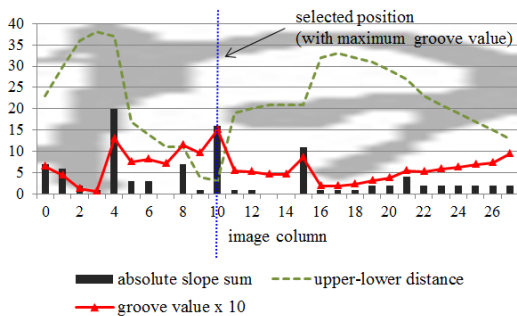 selected position
(with maximum groove value)
40
35
30
25
20
15
10
5
0
0 2 4 6 8 10 12 14 16 18 20 22 24 26
image column
absolute slope sum upper-lower distance
groove value x 10